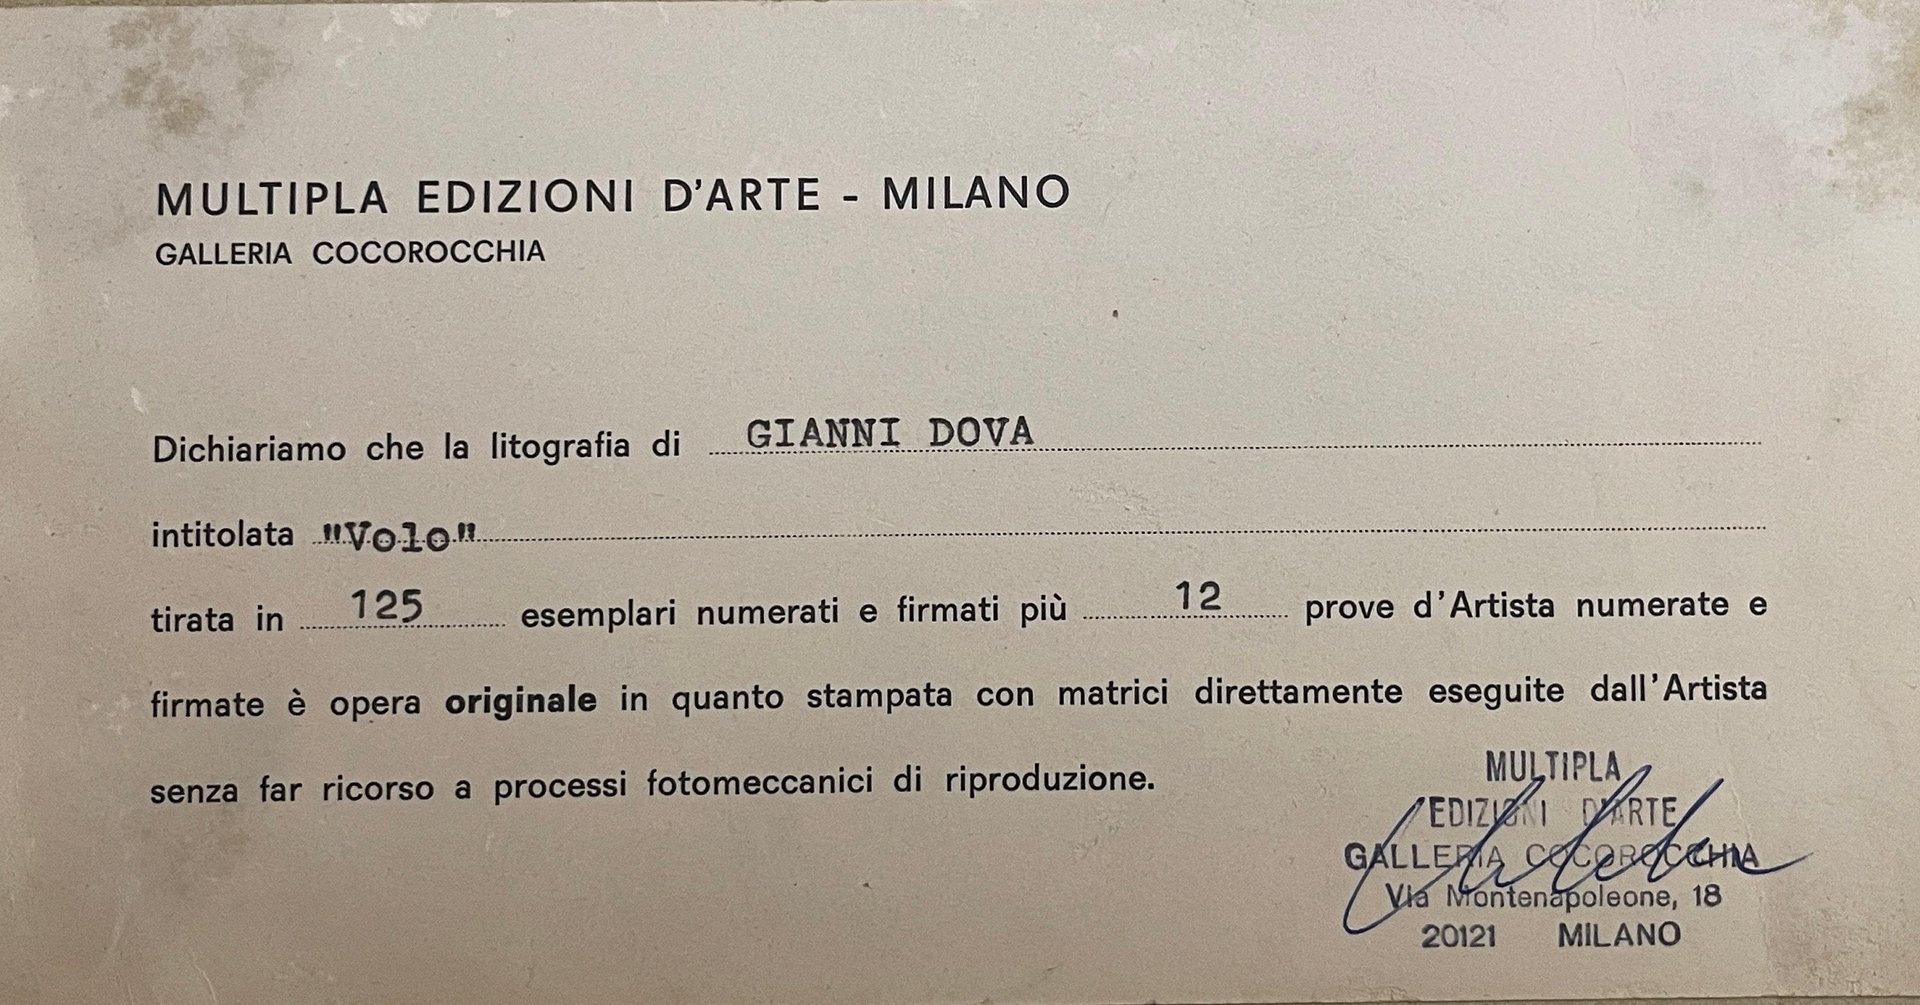 MULTIPLA EDIZIONI D'ARTE - MILANO
GALLERIA COCOROCCHIA
Dichiariamo che la litografia di GIANNI DOVA
intitolata "Volo"
tirata in 125 esemplari numerati e firmati più 12 prove d'Artista numerate e
firmate è opera originale in quanto stampata con matrici direttamente eseguite dall'Artista
senza far ricorso a processi fotomeccanici di riproduzione.
MULTIPLA
EDIZIONI D'ARTE
GALLERIA COCOROCCHIA
Via Montenapoleone, 18
20121 MILANO